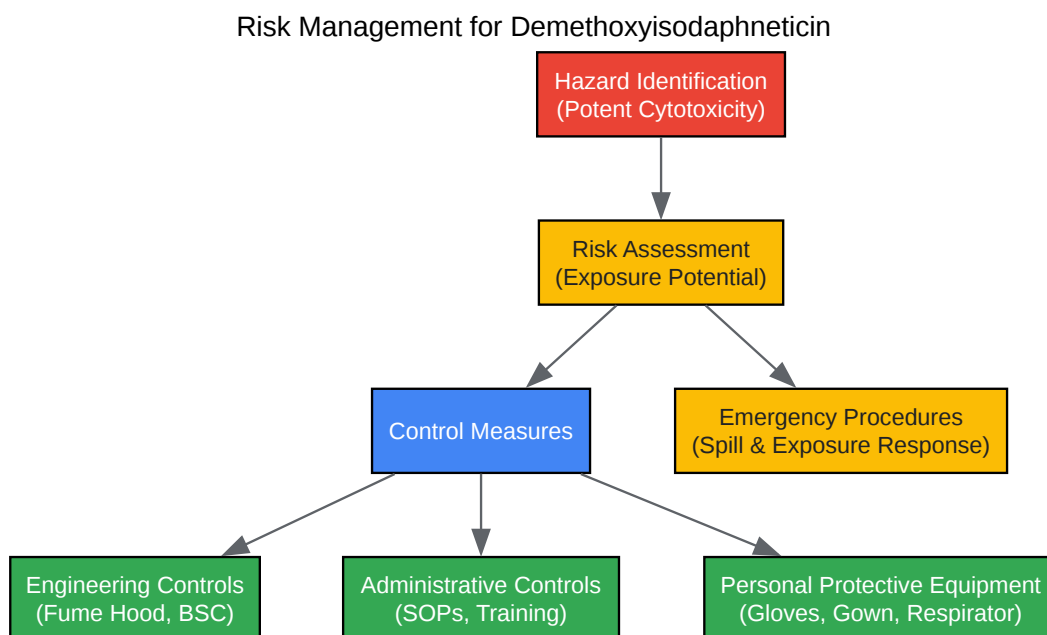 Risk Management for Demethoxyisodaphneticin
Hazard Identification
(Potent Cytotoxicity)
Risk Assessment
(Exposure Potential)
Control Measures
Emergency Procedures
(Spill & Exposure Response)
Engineering Controls
(Fume Hood, BSC)
Administrative Controls
(SOPs, Training)
Personal Protective Equipment
(Gloves, Gown, Respirator)